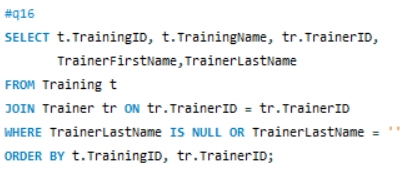 #q16
SELECT t.TrainingID, t.TrainingName, tr.TrainerID,
TrainerFirstName,TrainerLastName
FROM Training t
JOIN Trainer tr ON tr.TrainerID = tr.TrainerID
WHERE TrainerLastName IS NULL OR TrainerLastName = ''
ORDER BY t.TrainingID, tr.TrainerID;